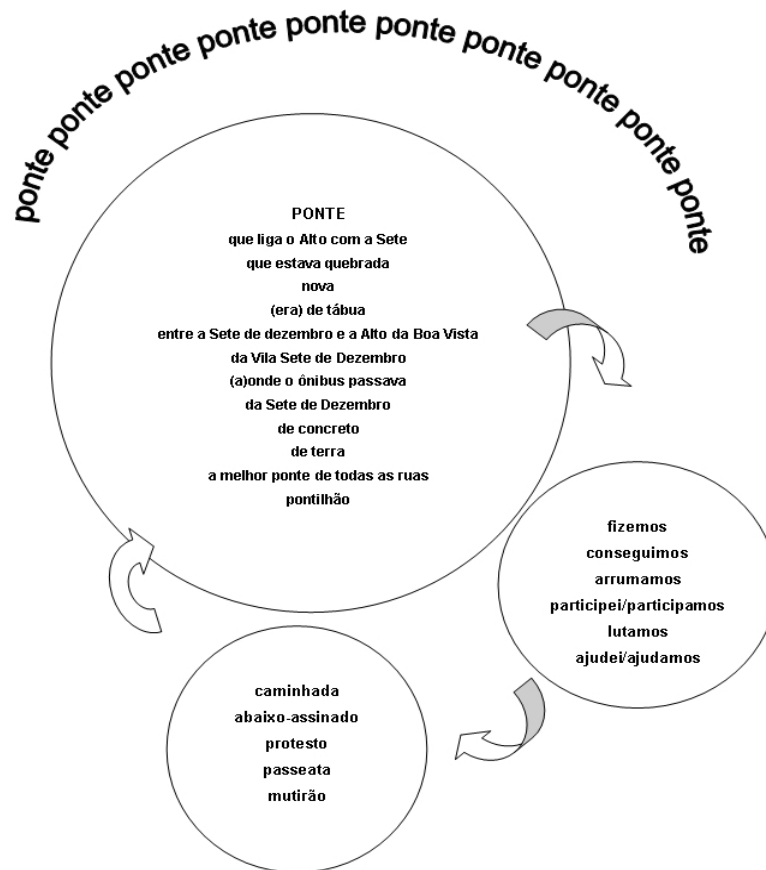 ponte ponte ponte ponte ponte ponte ponte ponte ponte ponte
PONTE
que liga o Alto com a Sete
que estava quebrada
nova
(era) de tábua
entre a Sete de dezembro e a Alto da Boa Vista
da Vila Sete de Dezembro
(a)onde o ônibus passava
da Sete de Dezembro
de concreto
de terra
a melhor ponte de todas as ruas
pontilhão
fizemos
conseguimos
arrumamos
participei/participamos
lutamos
ajudei/ajudamos
caminhada
abaixo-assinado
protesto
passeata
mutirão